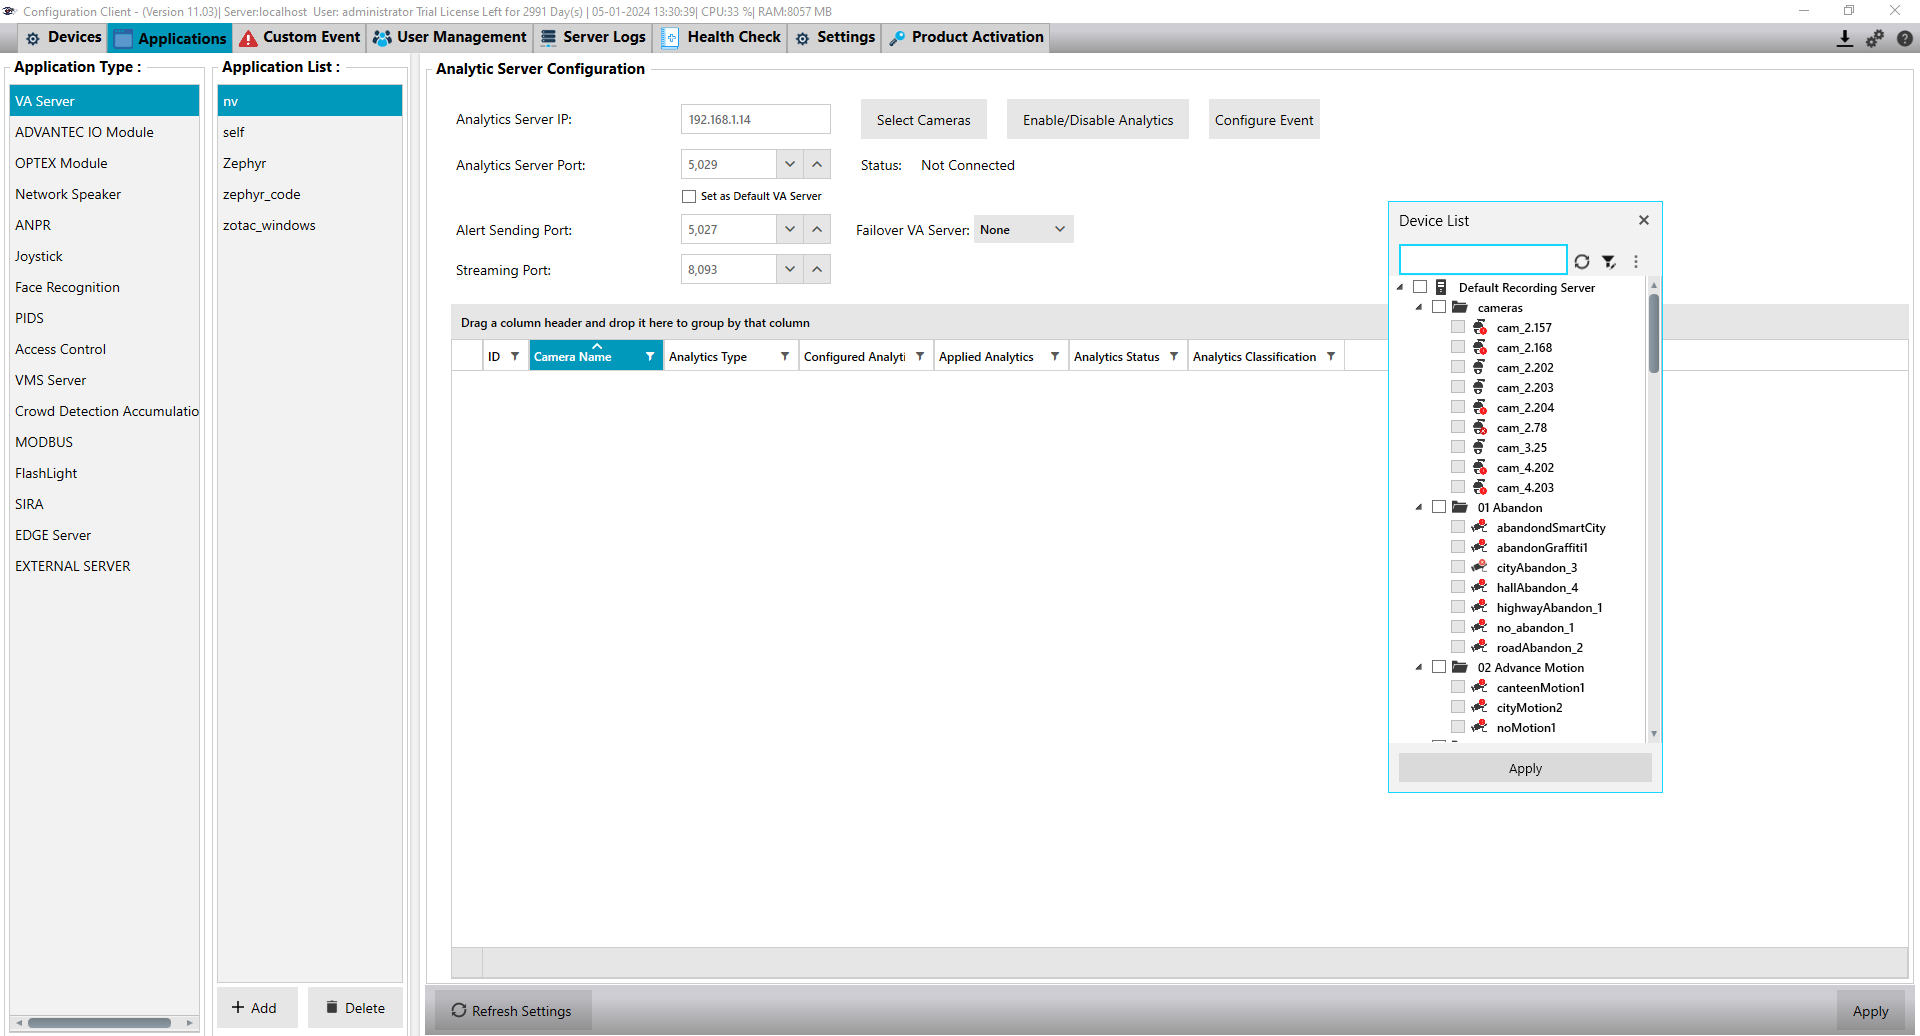 Configuration Client - (Version 11.03)| Server:localhost  User: administrator Trial License Left for 2991 Day(s) | 05-01-2024 13:30:39| CPU:33 %| RAM:8057 MB
Devices Applications Custom Event User Management Server Logs Health Check Settings Product Activation
Application Type :
VA Server
ADVANTEC IO Module
OPTEX Module
Network Speaker
ANPR
Joystick
Face Recognition
PIDS
Access Control
VMS Server
Crowd Detection Accumulatio
MODBUS
FlashLight
SIRA
EDGE Server
EXTERNAL SERVER
Application List :
nv
self
Zephyr
zephyr_code
zotac_windows
Add
Delete
Analytic Server Configuration
Analytics Server IP: 192.168.1.14 Select Cameras Enable/Disable Analytics Configure Event
Analytics Server Port: 5,029 Status: Not Connected
Set as Default VA Server
Alert Sending Port: 5,027 Failover VA Server: None
Streaming Port: 8,093
Drag a column header and drop it here to group by that column
ID Camera Name Analytics Type Configured Analyti Applied Analytics Analytics Status Analytics Classification
Device List
Default Recording Server
cameras
cam_2.157
cam_2.168
cam_2.202
cam_2.203
cam_2.204
cam_2.78
cam_3.25
cam_4.202
cam_4.203
01 Abandon
abandondSmartCity
abandonGraffiti1
cityAbandon_3
hallAbandon_4
highwayAbandon_1
no_abandon_1
roadAbandon_2
02 Advance Motion
canteenMotion1
cityMotion2
noMotion1
Apply
Refresh Settings
Apply